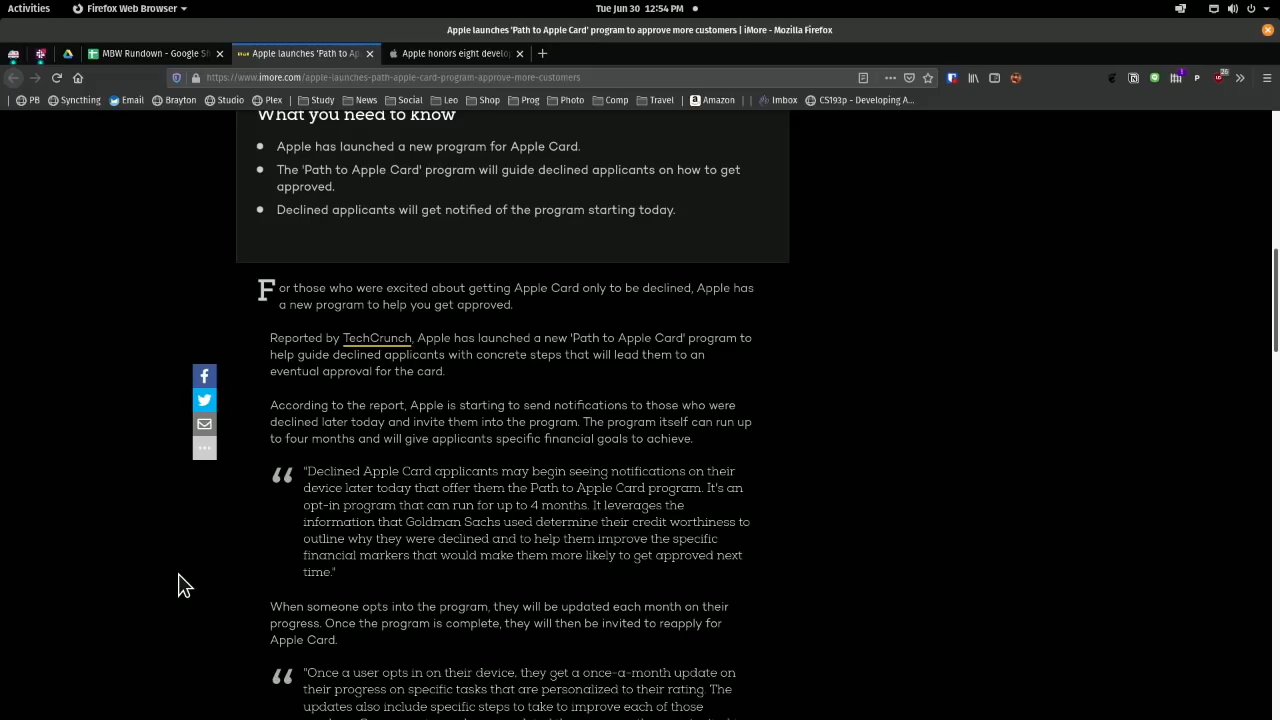 Activities Firefox Web Browser Tue Jun 30 12:54 PM
Apple launches 'Path to Apple Card' program to approve more customers | iMore - Mozilla Firefox
MBW Rundown - Google Sh Apple launches 'Path to Ap Apple honors eight develo
https://www.imore.com/apple-launches-path-apple-card-program-approve-more-customers 1 P 26
PB Syncthing Email Brayton Studio Plex Study News Social Leo Shop Prog Photo Comp Travel Amazon Imbox CS193p - Developing A...
What you need to know
Apple has launched a new program for Apple Card.
The 'Path to Apple Card' program will guide declined applicants on how to get
approved.
Declined applicants will get notified of the program starting today.
For those who were excited about getting Apple Card only to be declined, Apple has
a new program to help you get approved.
Reported by TechCrunch, Apple has launched a new 'Path to Apple Card' program to
help guide declined applicants with concrete steps that will lead them to an
eventual approval for the card.
According to the report, Apple is starting to send notifications to those who were
declined later today and invite them into the program. The program itself can run up
to four months and will give applicants specific financial goals to achieve.
"Declined Apple Card applicants may begin seeing notifications on their
device later today that offer them the Path to Apple Card program. It's an
opt-in program that can run for up to 4 months. It leverages the
information that Goldman Sachs used determine their credit worthiness to
outline why they were declined and to help them improve the specific
financial markers that would make them more likely to get approved next
time."
When someone opts into the program, they will be updated each month on their
progress. Once the program is complete, they will then be invited to reapply for
Apple Card.
"Once a user opts in on their device, they get a once-a-month update on
their progress on specific tasks that are personalized to their rating. The
updates also include specific steps to take to improve each of those